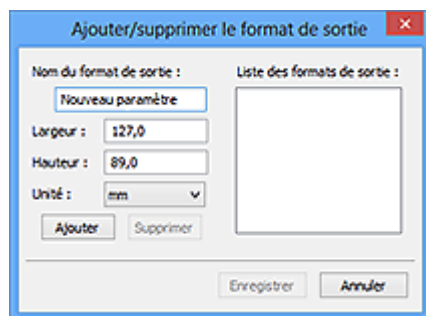 Ajouter/supprimer le format de sortie
Nom du format de sortie :
Nouveau paramètre
Largeur : 127,0
Hauteur : 89,0
Unité : mm
Ajouter Supprimer
Liste des formats de sortie :
Enregistrer Annuler